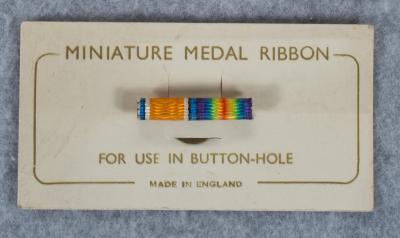 MINIATURE MEDAL RIBBON
FOR USE IN BUTTON-HOLE
MADE IN ENGLAND